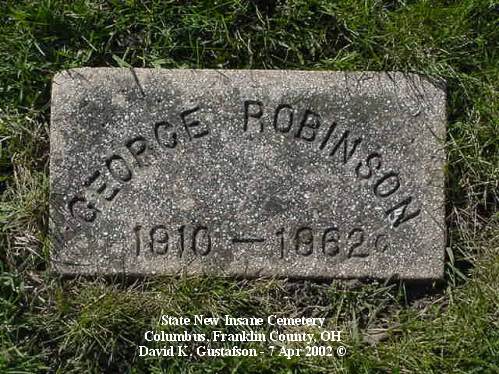 GEORGE ROBINSON
1910 — 1962
State New Insane Cemetery
Columbus, Franklin County, OH
David K. Gustafson - 7 Apr 2002 ©